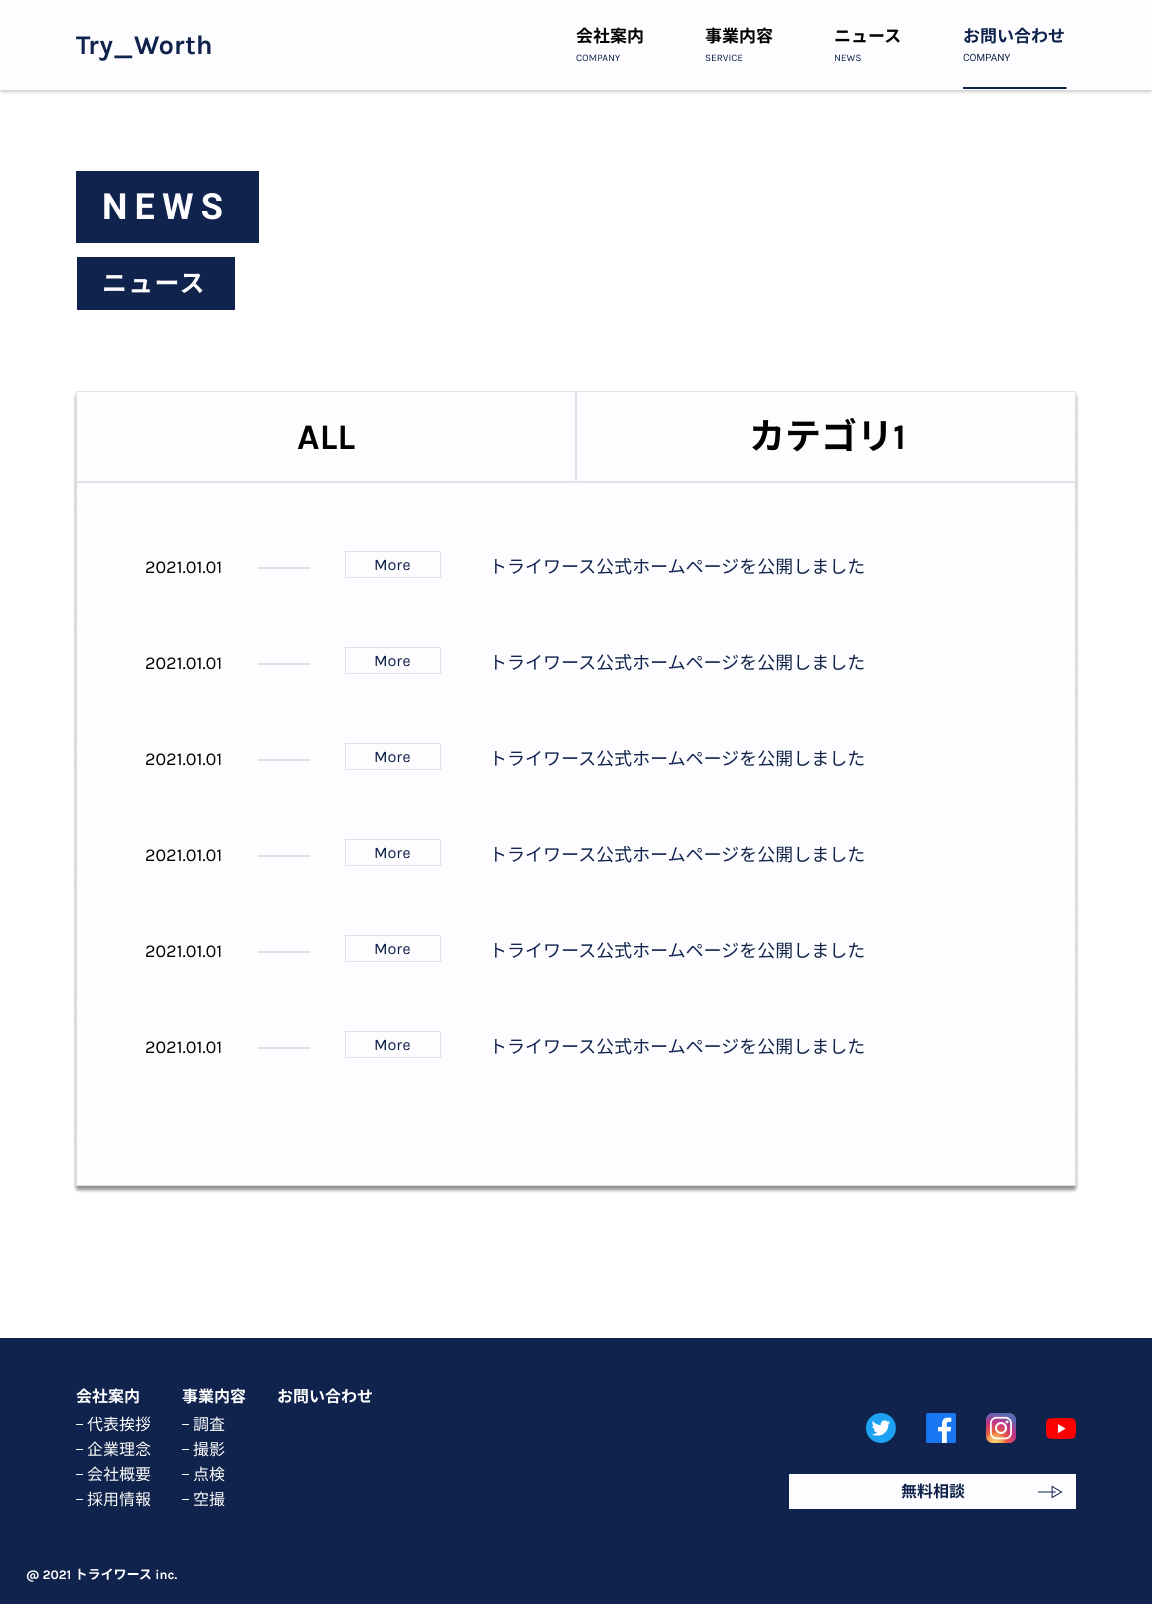 Try_Worth
会社案内
COMPANY
事業内容
SERVICE
ニュース
NEWS
お問い合わせ
COMPANY
NEWS
ニュース
ALL
カテゴリ1
2021.01.01 More トライワース公式ホームページを公開しました
2021.01.01 More トライワース公式ホームページを公開しました
2021.01.01 More トライワース公式ホームページを公開しました
2021.01.01 More トライワース公式ホームページを公開しました
2021.01.01 More トライワース公式ホームページを公開しました
2021.01.01 More トライワース公式ホームページを公開しました
会社案内
- 代表挨拶
- 企業理念
- 会社概要
- 採用情報
事業内容
- 調査
- 撮影
- 点検
- 空撮
お問い合わせ
無料相談
@ 2021 トライワース inc.